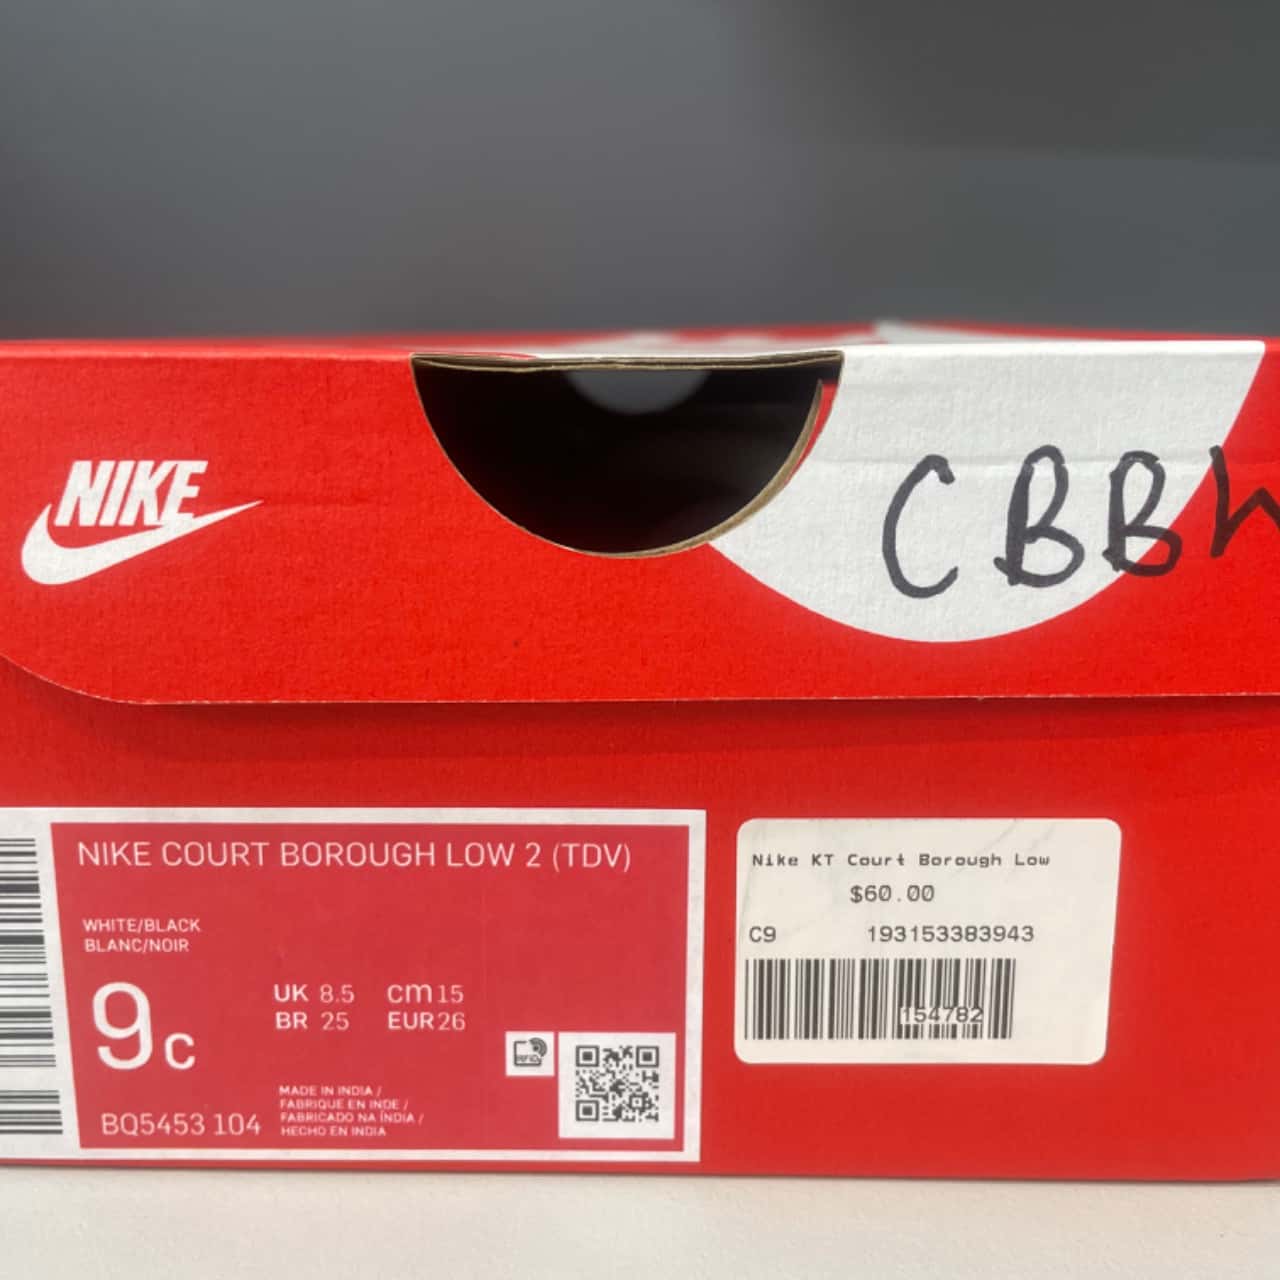 NIKE
CBBW
NIKE COURT BOROUGH LOW 2 (TDV)
WHITE/BLACK
BLANC/NOIR
9c
UK 8.5 cm 15
BR 25 EUR 26
RFID
MADE IN INDIA /
FABRIQUE EN INDE /
FABRICADO NA ÍNDIA /
HECHO EN INDIA
BQ5453 104
Nike KT Court Borough Low
$60.00
C9 193153383943
154782